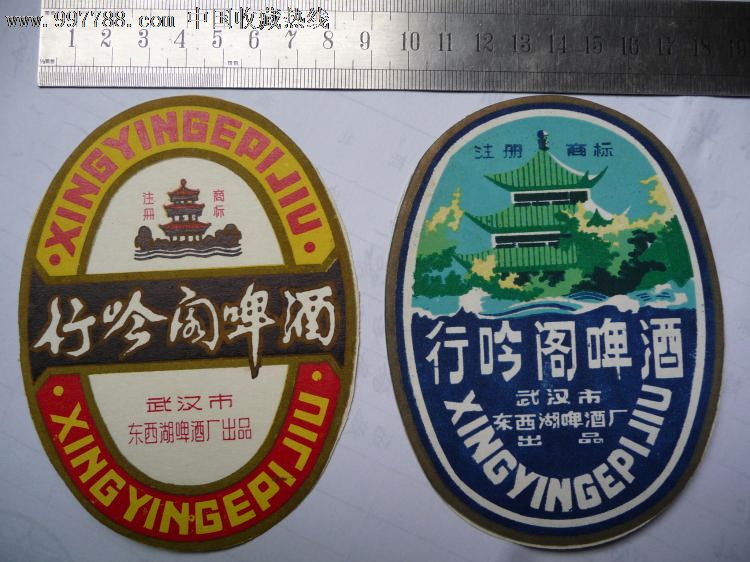 www.997788.com 中国收藏热线
1 2 3 4 5 6 7 8 9 10 11 12 13 14 15 16 17 18 19
XINGYINGEPIJIU
注册 商标
行吟阁啤酒
武汉市
东西湖啤酒厂出品
XINGYINGEPIJIU
注册 商标
行吟阁啤酒
武汉市
东西湖啤酒厂
出品
XINGYINGEPIJIU